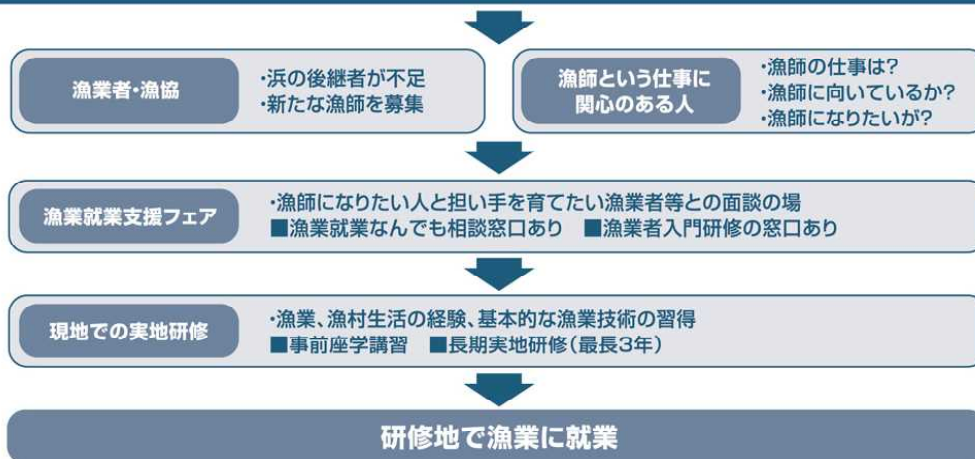 漁業者・漁協
・浜の後継者が不足
・新たな漁師を募集
漁師という仕事に
関心のある人
・漁師の仕事は?
・漁師に向いているか?
・漁師になりたいが?
漁業就業支援フェア
・漁師になりたい人と担い手を育てたい漁業者等との面談の場
■漁業就業なんでも相談窓口あり ■漁業者入門研修の窓口あり
現地での実地研修
・漁業、漁村生活の経験、基本的な漁業技術の習得
■事前座学講習 ■長期実地研修(最長3年)
研修地で漁業に就業